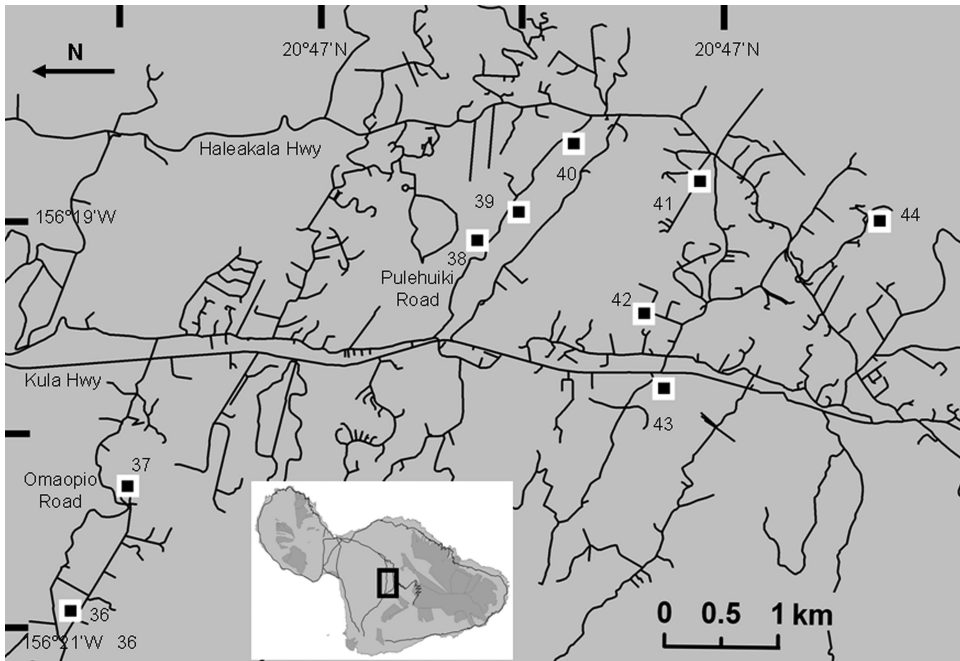 N
20°47'N
20°47'N
Haleakala Hwy
40
39
41
156°19'W
44
38
Pulehuiki
Road
42
Kula Hwy
43
37
Omaopio
Road
36
0 0.5 1 km
156°21'W 36